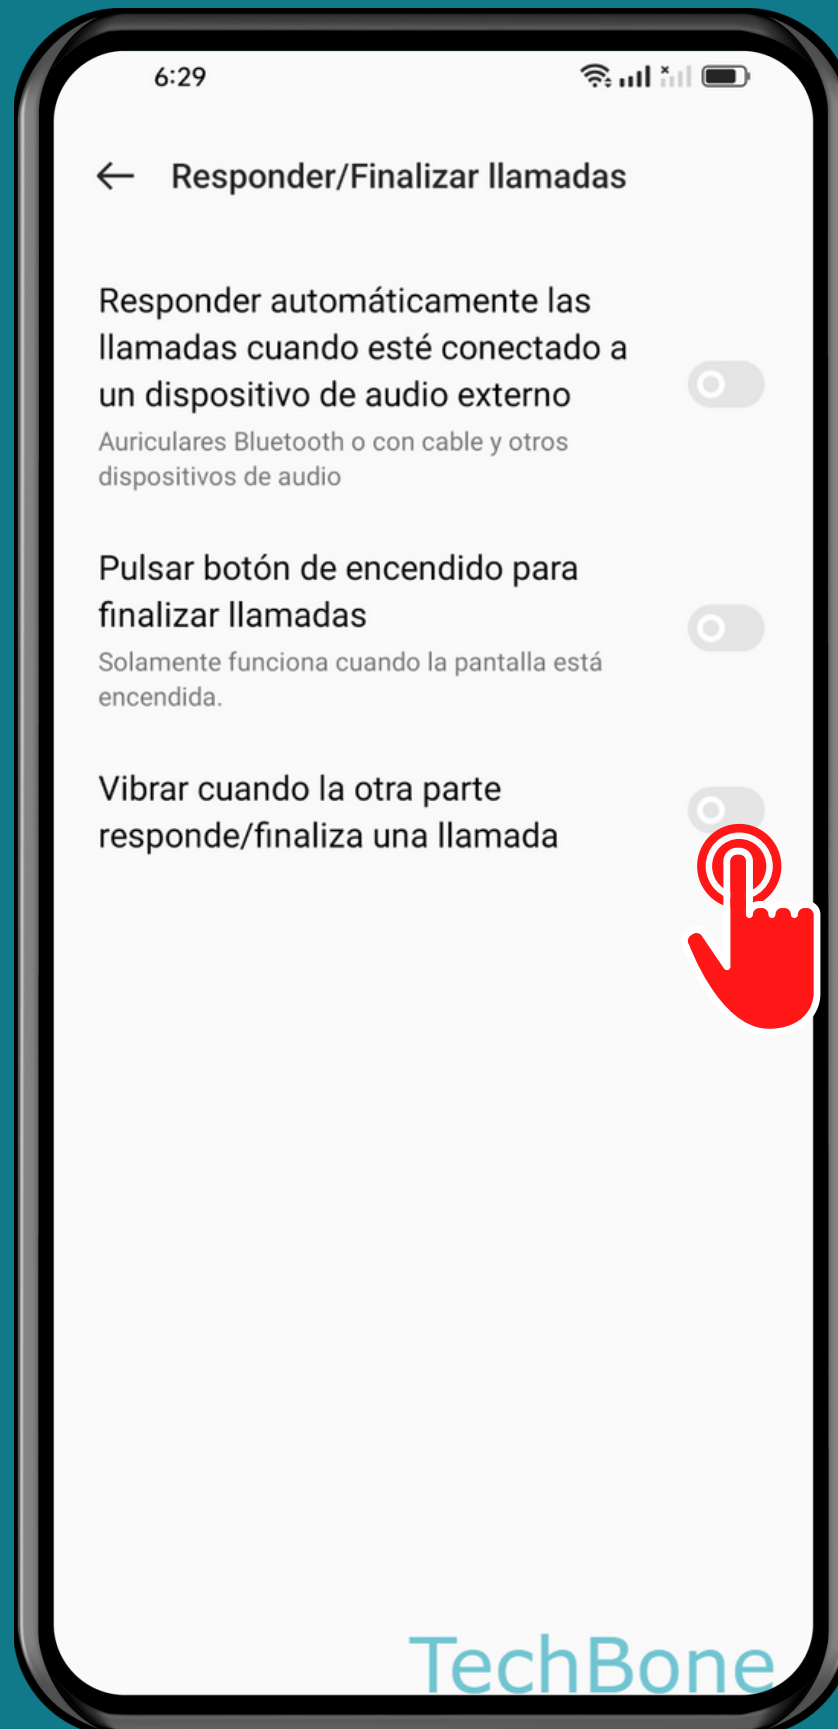 6:29
Responder/Finalizar llamadas
Responder automáticamente las
llamadas cuando esté conectado a
un dispositivo de audio externo
Auriculares Bluetooth o con cable y otros
dispositivos de audio
Pulsar botón de encendido para
finalizar llamadas
Solamente funciona cuando la pantalla está
encendida.
Vibrar cuando la otra parte
responde/finaliza una llamada
TechBone